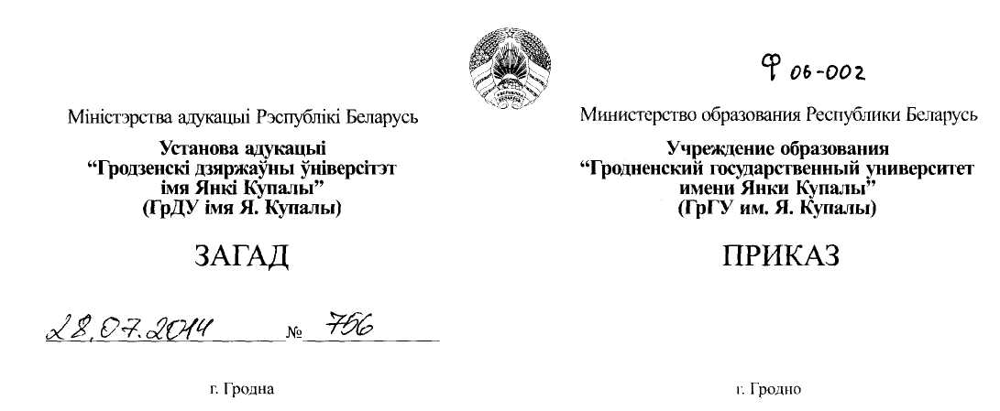 Ф 06-002
Міністэрства адукацыі Рэспублікі Беларусь
Установа адукацыі
“Гродзенскі дзяржаўны ўніверсітэт
імя Янкі Купалы”
(ГрДУ імя Я. Купалы)
ЗАГАД
28.07.2014 № 756
г. Гродна
Министерство образования Республики Беларусь
Учреждение образования
“Гродненский государственный университет
имени Янки Купалы”
(ГрГУ им. Я. Купалы)
ПРИКАЗ
г. Гродно